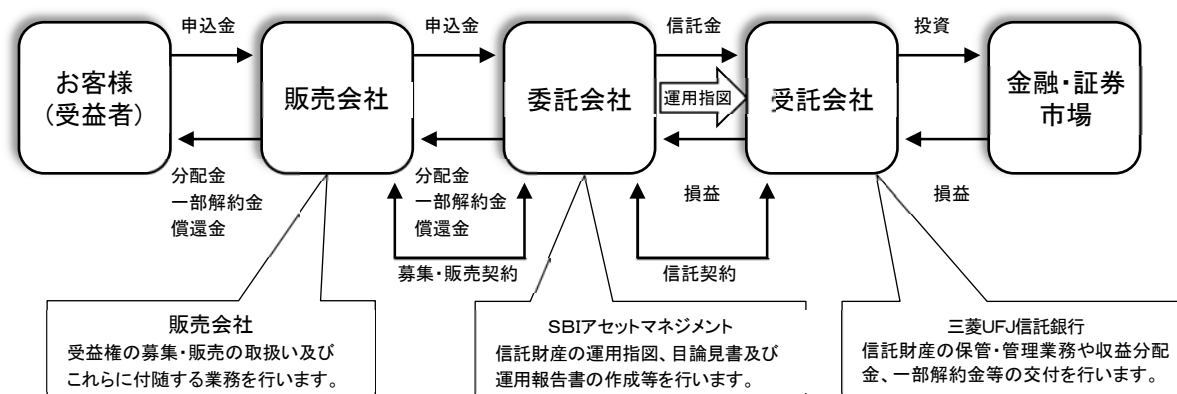 申込金
申込金
信託金
投資
お客様
(受益者)
販売会社
委託会社
運用指図
受託会社
金融・証券
市場
分配金
一部解約金
償還金
分配金
一部解約金
償還金
損益
損益
募集・販売契約
信託契約
販売会社
受益権の募集・販売の取扱い及び
これらに付随する業務を行います。
SBIアセットマネジメント
信託財産の運用指図、目論見書及び
運用報告書の作成等を行います。
三菱UFJ信託銀行
信託財産の保管・管理業務や収益分配
金、一部解約金等の交付を行います。